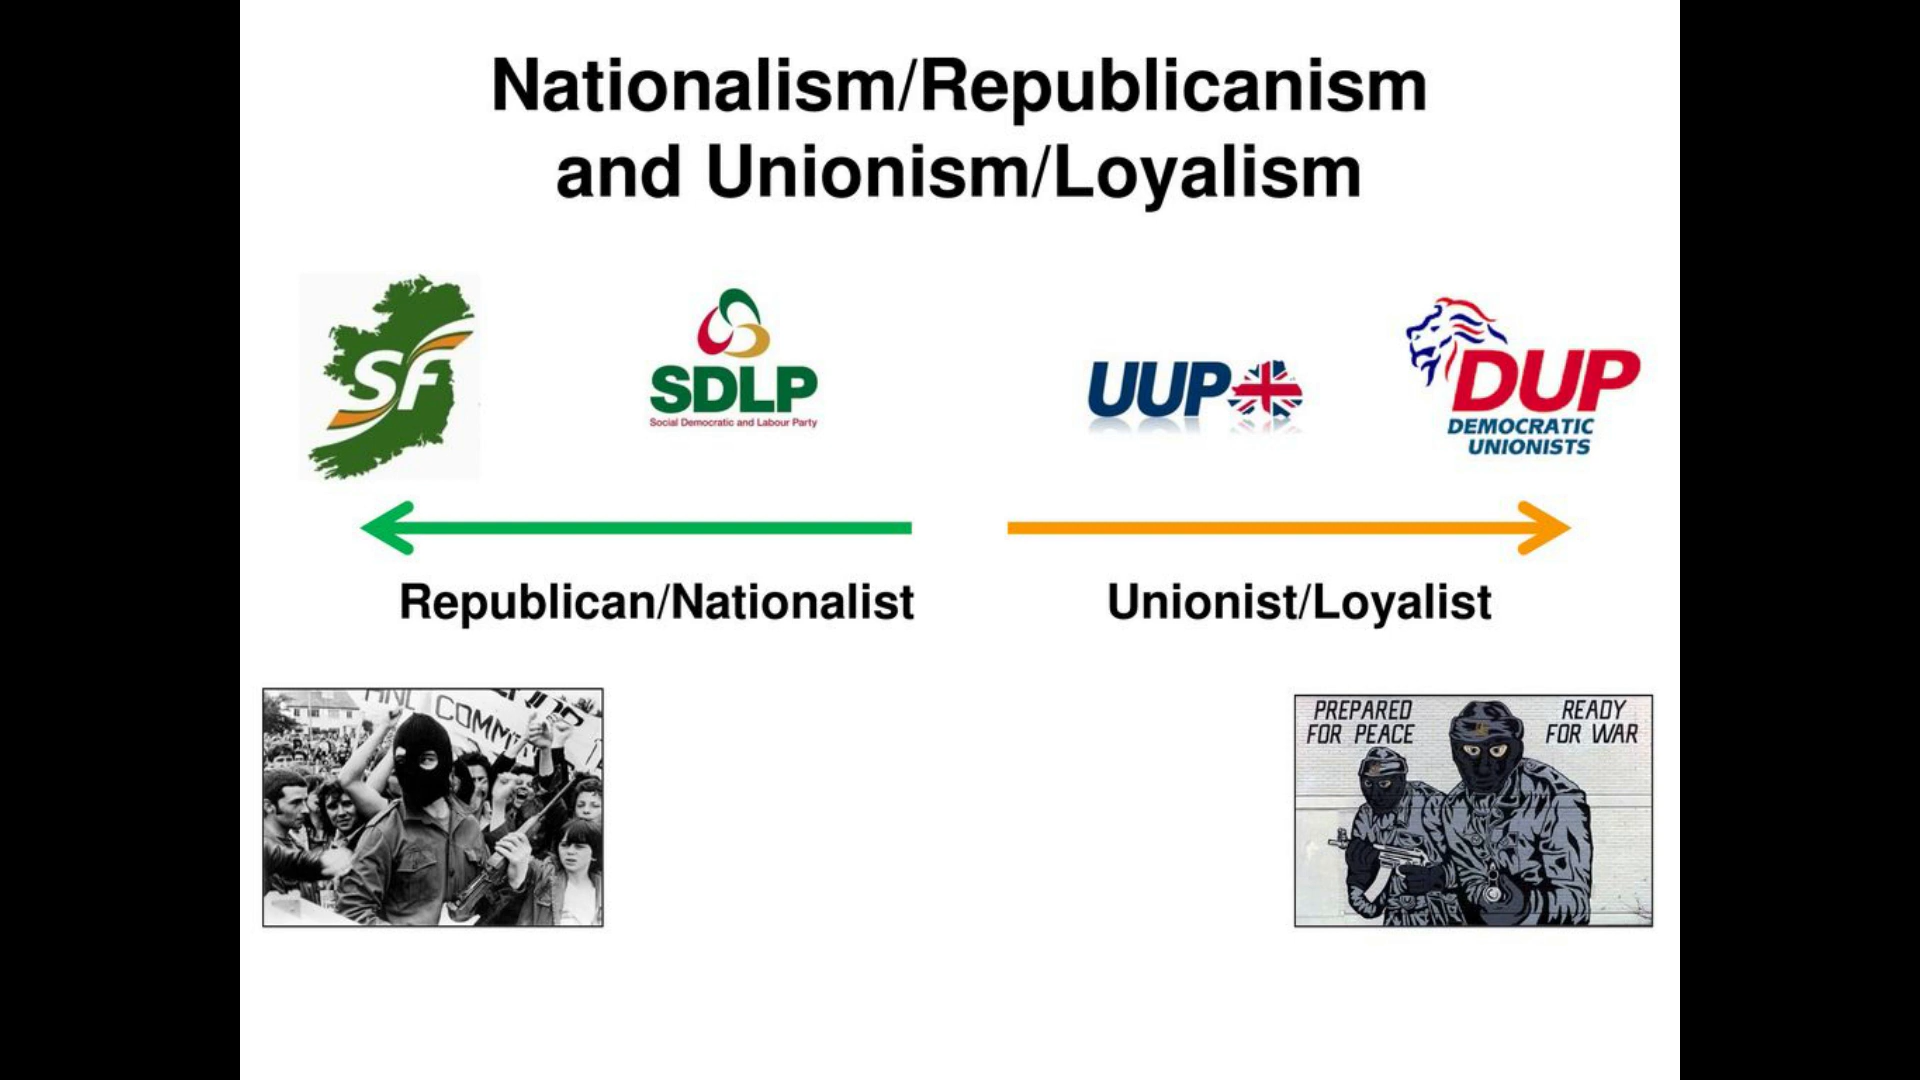 Nationalism/Republicanism
and Unionism/Loyalism
SF
SDLP
Social Democratic and Labour Party
UUP
DUP
DEMOCRATIC
UNIONISTS
Republican/Nationalist
Unionist/Loyalist
PREPARED
FOR PEACE
READY
FOR WAR